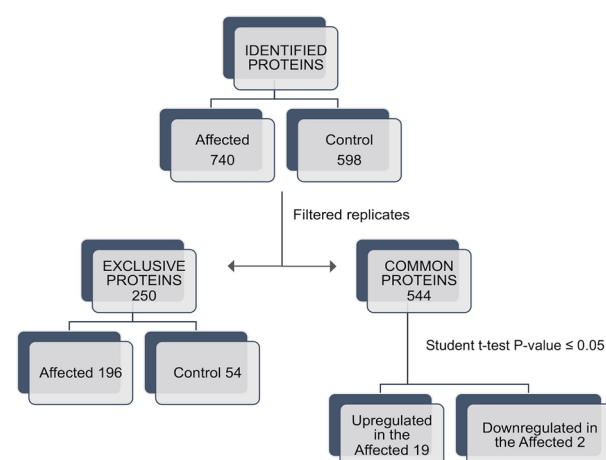 IDENTIFIED
PROTEINS
Affected
740
Control
598
Filtered replicates
EXCLUSIVE
PROTEINS
250
COMMON
PROTEINS
544
Affected 196
Control 54
Student t-test P-value ≤ 0.05
Upregulated
in the
Affected 19
Downregulated in
the Affected 2